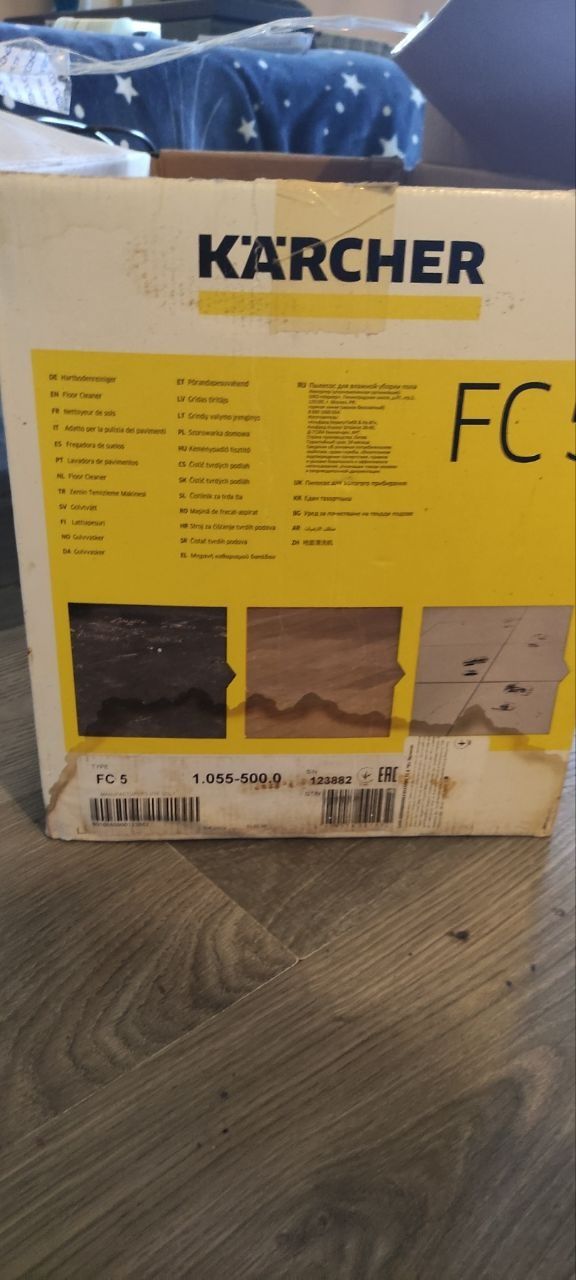 KÄRCHER
FC 5
DE Hartbodenreiniger
EN Floor Cleaner
FR Nettoyeur de sols
IT Adatto per la pulizia dei pavimenti
ES Fregadora de suelos
PT Lavadora de pavimentos
NL Floor Cleaner
TR Zemin Temizleme Makinesi
SV Golvtvätt
FI Lattiapesuri
NO Gulvvasker
DA Gulvvasker
ET Põrandapesuvahend
LV Grīdas tīrītājs
LT Grindų valymo įrenginys
PL Szorowarka domowa
HU Keménypadló tisztító
CS Čistič tvrdých podlah
SK Čistič tvrdých podláh
SL Čistilnik za trda tla
RO Maşină de frecat-aspirat
HR Stroj za čišćenje tvrdih podova
SR Čistač tvrdih podova
EL Μηχανή καθαρισμού δαπέδων
RU Пылесос для влажной уборки пола
UK Пилосос для вологого прибирання
KK Еден тазартқыш
BG Уред за почистване на твърди подове
AR
ZH 地面清洗机
TYPE
FC 5
1.055-500.0
S/N
123882
EAC